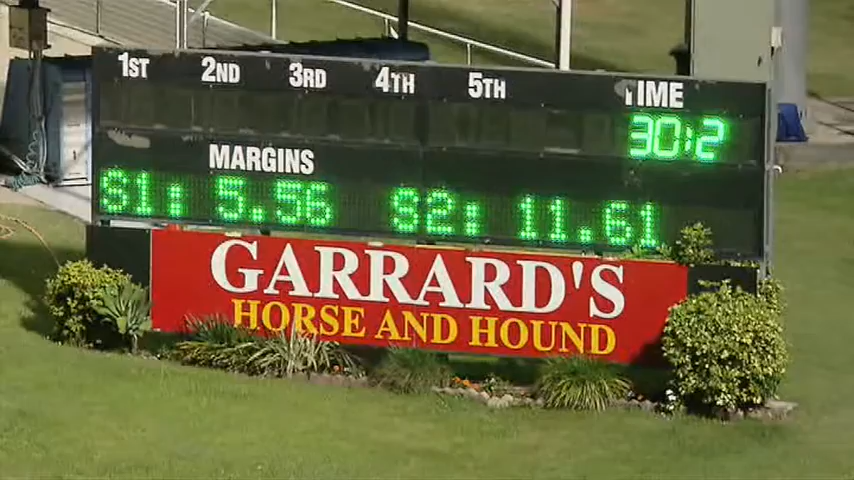 1ST 2ND 3RD 4TH 5TH TIME
30:2
MARGINS
S1: 5.56 S2: 11.61
GARRARD'S
HORSE AND HOUND